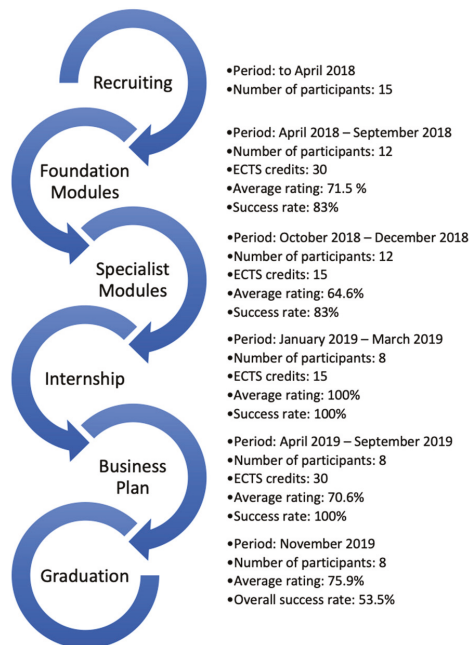 Recruiting
•Period: to April 2018
•Number of participants: 15
Foundation
Modules
•Period: April 2018 – September 2018
•Number of participants: 12
•ECTS credits: 30
•Average rating: 71.5 %
•Success rate: 83%
Specialist
Modules
•Period: October 2018 – December 2018
•Number of participants: 12
•ECTS credits: 15
•Average rating: 64.6%
•Success rate: 83%
Internship
•Period: January 2019 – March 2019
•Number of participants: 8
•ECTS credits: 15
•Average rating: 100%
•Success rate: 100%
Business
Plan
•Period: April 2019 – September 2019
•Number of participants: 8
•ECTS credits: 30
•Average rating: 70.6%
•Success rate: 100%
Graduation
•Period: November 2019
•Number of participants: 8
•Average rating: 75.9%
•Overall success rate: 53.5%